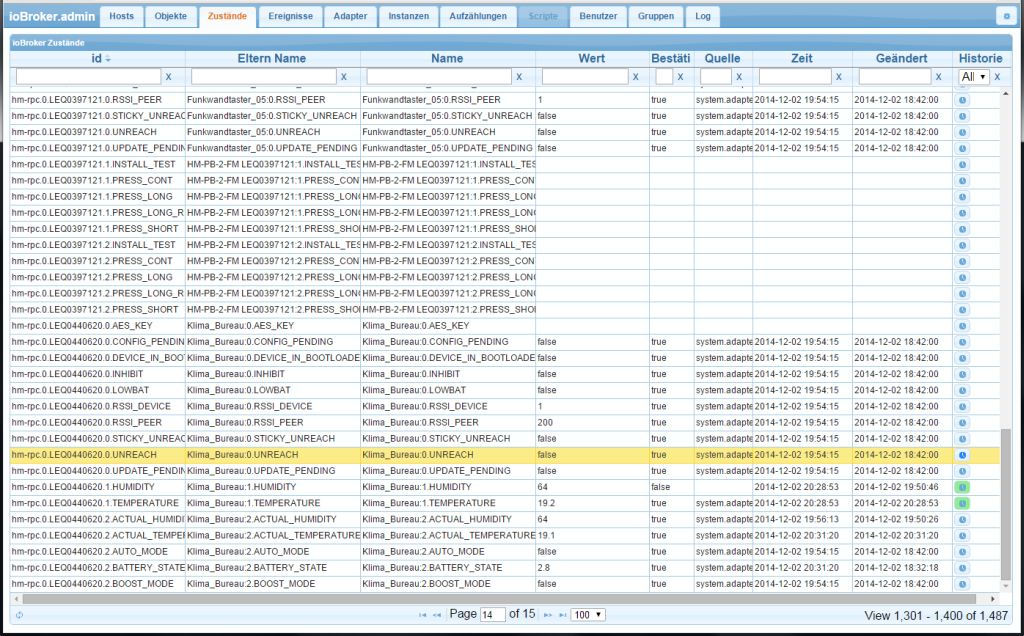 ioBroker.admin Hosts Objekte Zustände Ereignisse Adapter Instanzen Aufzählungen Scripte Benutzer Gruppen Log
ioBroker Zustände
id Eltern Name Name Wert Bestäti Quelle Zeit Geändert Historie
x x x x x x x x All x
hm-rpc.0.LEQ0397121.0.RSSI_PEER Funkwandtaster_05:0.RSSI_PEER Funkwandtaster_05:0.RSSI_PEER 1 true system.adapte 2014-12-02 19:54:15 2014-12-02 18:42:00
hm-rpc.0.LEQ0397121.0.STICKY_UNREAC Funkwandtaster_05:0.STICKY_UNREACH Funkwandtaster_05:0.STICKY_UNREACH false true system.adapte 2014-12-02 19:54:15 2014-12-02 18:42:00
hm-rpc.0.LEQ0397121.0.UNREACH Funkwandtaster_05:0.UNREACH Funkwandtaster_05:0.UNREACH false true system.adapte 2014-12-02 19:54:15 2014-12-02 18:42:00
hm-rpc.0.LEQ0397121.0.UPDATE_PENDIN Funkwandtaster_05:0.UPDATE_PENDING Funkwandtaster_05:0.UPDATE_PENDING false true system.adapte 2014-12-02 19:54:15 2014-12-02 18:42:00
hm-rpc.0.LEQ0397121.1.INSTALL_TEST HM-PB-2-FM LEQ0397121:1.INSTALL_TES HM-PB-2-FM LEQ0397121:1.INSTALL_TES
hm-rpc.0.LEQ0397121.1.PRESS_CONT HM-PB-2-FM LEQ0397121:1.PRESS_CON HM-PB-2-FM LEQ0397121:1.PRESS_CON
hm-rpc.0.LEQ0397121.1.PRESS_LONG HM-PB-2-FM LEQ0397121:1.PRESS_LON HM-PB-2-FM LEQ0397121:1.PRESS_LON
hm-rpc.0.LEQ0397121.1.PRESS_LONG_R HM-PB-2-FM LEQ0397121:1.PRESS_LON HM-PB-2-FM LEQ0397121:1.PRESS_LON
hm-rpc.0.LEQ0397121.1.PRESS_SHORT HM-PB-2-FM LEQ0397121:1.PRESS_SHO HM-PB-2-FM LEQ0397121:1.PRESS_SHO
hm-rpc.0.LEQ0397121.2.INSTALL_TEST HM-PB-2-FM LEQ0397121:2.INSTALL_TES HM-PB-2-FM LEQ0397121:2.INSTALL_TES
hm-rpc.0.LEQ0397121.2.PRESS_CONT HM-PB-2-FM LEQ0397121:2.PRESS_CON HM-PB-2-FM LEQ0397121:2.PRESS_CON
hm-rpc.0.LEQ0397121.2.PRESS_LONG HM-PB-2-FM LEQ0397121:2.PRESS_LON HM-PB-2-FM LEQ0397121:2.PRESS_LON
hm-rpc.0.LEQ0397121.2.PRESS_LONG_R HM-PB-2-FM LEQ0397121:2.PRESS_LON HM-PB-2-FM LEQ0397121:2.PRESS_LON
hm-rpc.0.LEQ0397121.2.PRESS_SHORT HM-PB-2-FM LEQ0397121:2.PRESS_SHO HM-PB-2-FM LEQ0397121:2.PRESS_SHO
hm-rpc.0.LEQ0440620.0.AES_KEY Klima_Bureau:0.AES_KEY Klima_Bureau:0.AES_KEY
hm-rpc.0.LEQ0440620.0.CONFIG_PENDIN Klima_Bureau:0.CONFIG_PENDING Klima_Bureau:0.CONFIG_PENDING false true system.adapte 2014-12-02 19:54:15 2014-12-02 18:42:00
hm-rpc.0.LEQ0440620.0.DEVICE_IN_BOOT Klima_Bureau:0.DEVICE_IN_BOOTLOADE Klima_Bureau:0.DEVICE_IN_BOOTLOADE false true system.adapte 2014-12-02 19:54:15 2014-12-02 18:42:00
hm-rpc.0.LEQ0440620.0.INHIBIT Klima_Bureau:0.INHIBIT Klima_Bureau:0.INHIBIT false true system.adapte 2014-12-02 19:54:15 2014-12-02 18:42:00
hm-rpc.0.LEQ0440620.0.LOWBAT Klima_Bureau:0.LOWBAT Klima_Bureau:0.LOWBAT false true system.adapte 2014-12-02 19:54:15 2014-12-02 18:42:00
hm-rpc.0.LEQ0440620.0.RSSI_DEVICE Klima_Bureau:0.RSSI_DEVICE Klima_Bureau:0.RSSI_DEVICE 1 true system.adapte 2014-12-02 19:54:15 2014-12-02 18:42:00
hm-rpc.0.LEQ0440620.0.RSSI_PEER Klima_Bureau:0.RSSI_PEER Klima_Bureau:0.RSSI_PEER 200 true system.adapte 2014-12-02 19:54:15 2014-12-02 18:42:00
hm-rpc.0.LEQ0440620.0.STICKY_UNREAC Klima_Bureau:0.STICKY_UNREACH Klima_Bureau:0.STICKY_UNREACH false true system.adapte 2014-12-02 19:54:15 2014-12-02 18:42:00
hm-rpc.0.LEQ0440620.0.UNREACH Klima_Bureau:0.UNREACH Klima_Bureau:0.UNREACH false true system.adapte 2014-12-02 19:54:15 2014-12-02 18:42:00
hm-rpc.0.LEQ0440620.0.UPDATE_PENDIN Klima_Bureau:0.UPDATE_PENDING Klima_Bureau:0.UPDATE_PENDING false true system.adapte 2014-12-02 19:54:15 2014-12-02 18:42:00
hm-rpc.0.LEQ0440620.1.HUMIDITY Klima_Bureau:1.HUMIDITY Klima_Bureau:1.HUMIDITY 64 false 2014-12-02 20:28:53 2014-12-02 19:50:46
hm-rpc.0.LEQ0440620.1.TEMPERATURE Klima_Bureau:1.TEMPERATURE Klima_Bureau:1.TEMPERATURE 19.2 true system.adapte 2014-12-02 20:28:53 2014-12-02 20:28:53
hm-rpc.0.LEQ0440620.2.ACTUAL_HUMIDI Klima_Bureau:2.ACTUAL_HUMIDITY Klima_Bureau:2.ACTUAL_HUMIDITY 64 true system.adapte 2014-12-02 19:56:13 2014-12-02 19:50:26
hm-rpc.0.LEQ0440620.2.ACTUAL_TEMPER Klima_Bureau:2.ACTUAL_TEMPERATURE Klima_Bureau:2.ACTUAL_TEMPERATURE 19.1 true system.adapte 2014-12-02 20:31:20 2014-12-02 20:31:20
hm-rpc.0.LEQ0440620.2.AUTO_MODE Klima_Bureau:2.AUTO_MODE Klima_Bureau:2.AUTO_MODE false true system.adapte 2014-12-02 19:54:15 2014-12-02 18:42:00
hm-rpc.0.LEQ0440620.2.BATTERY_STATE Klima_Bureau:2.BATTERY_STATE Klima_Bureau:2.BATTERY_STATE 2.8 true system.adapte 2014-12-02 20:31:20 2014-12-02 18:32:18
hm-rpc.0.LEQ0440620.2.BOOST_MODE Klima_Bureau:2.BOOST_MODE Klima_Bureau:2.BOOST_MODE false true system.adapte 2014-12-02 19:54:15 2014-12-02 18:42:00
Page 14 of 15 100 View 1,301 - 1,400 of 1,487